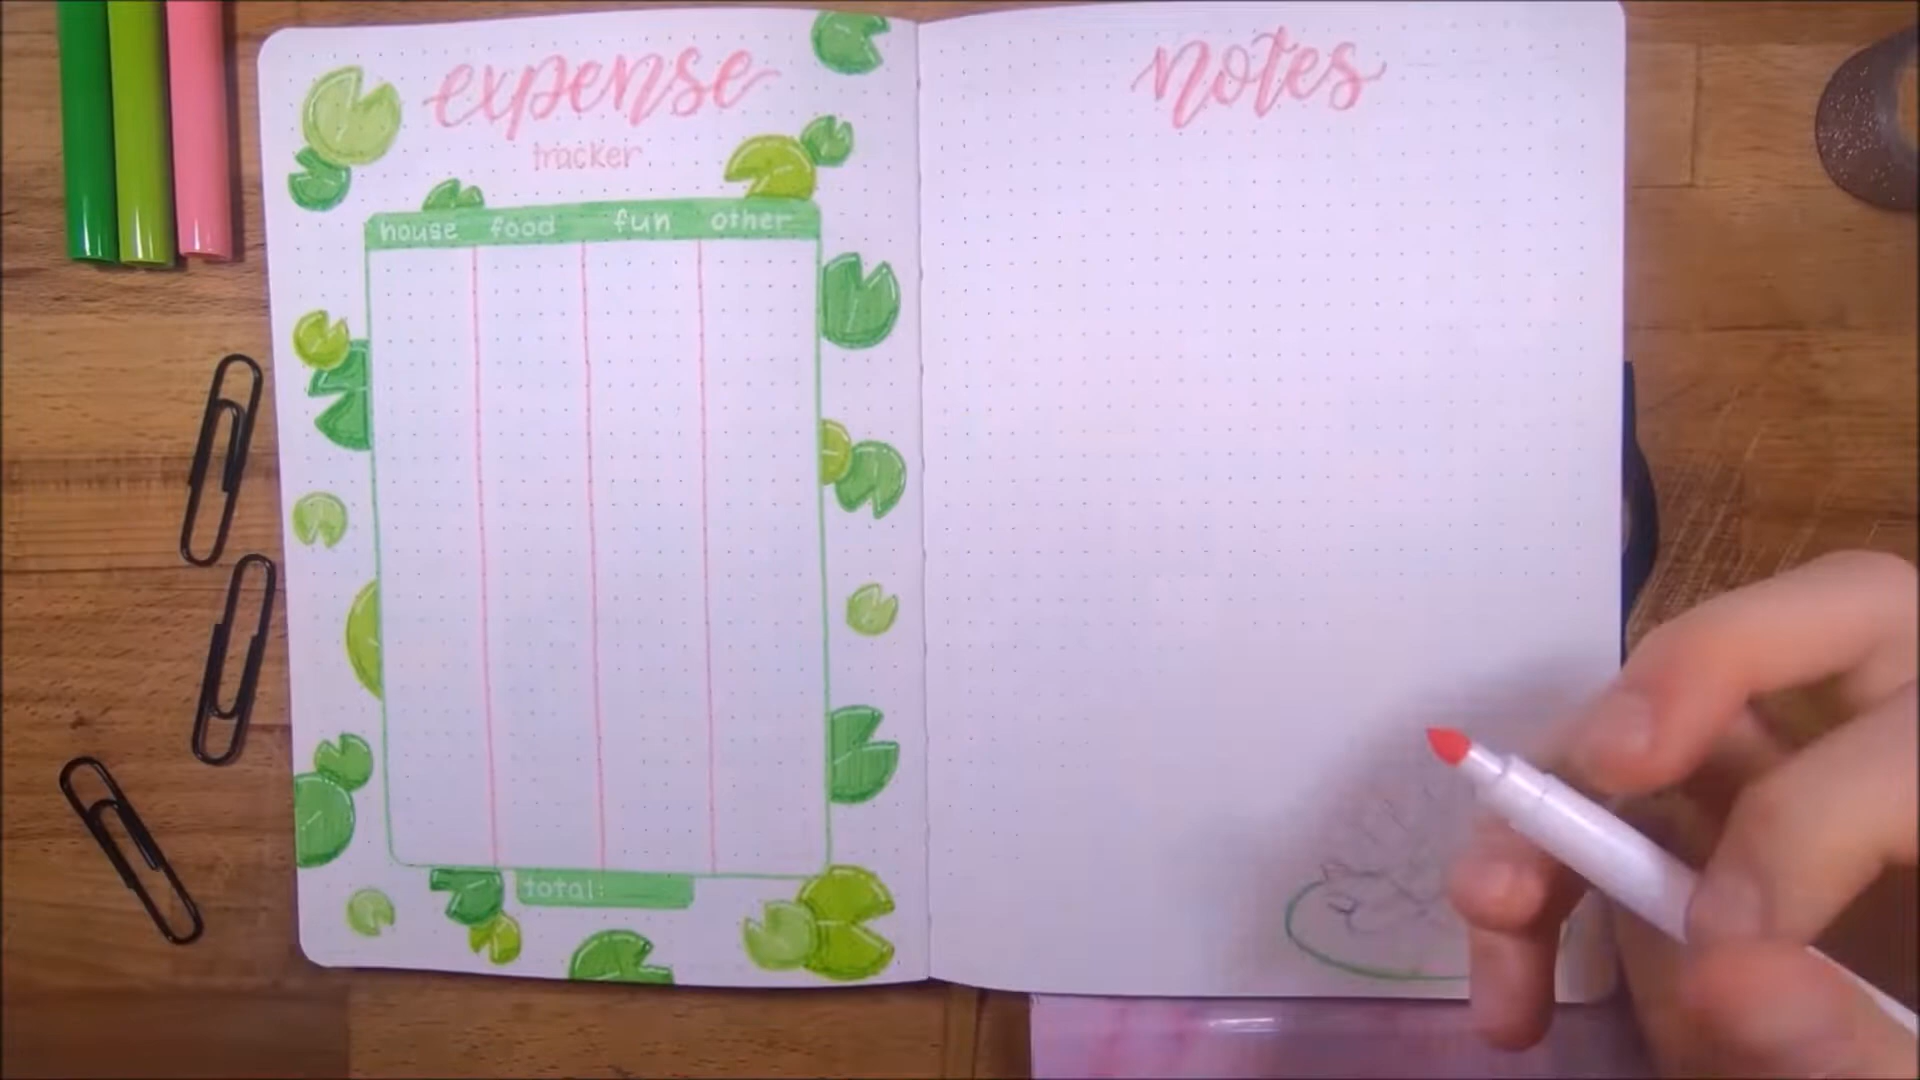 expense
tracker
house food fun other
total:
notes